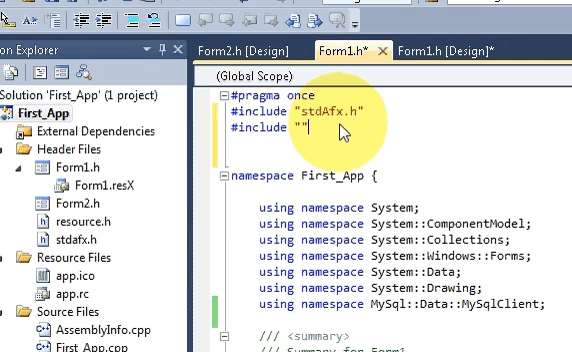 Form2.h [Design]
Form1.h*
Form1.h [Design]*
on Explorer
(Global Scope)
Solution 'First_App' (1 project)
First_App
External Dependencies
Header Files
Form1.h
Form1.resX
Form2.h
resource.h
stdafx.h
Resource Files
app.ico
app.rc
Source Files
AssemblyInfo.cpp
First_App.cpp
#pragma once
#include "stdAfx.h"
#include ""
namespace First_App {
using namespace System;
using namespace System::ComponentModel;
using namespace System::Collections;
using namespace System::Windows::Forms;
using namespace System::Data;
using namespace System::Drawing;
using namespace MySql::Data::MySqlClient;
/// <summary>
/// Summary for Form1